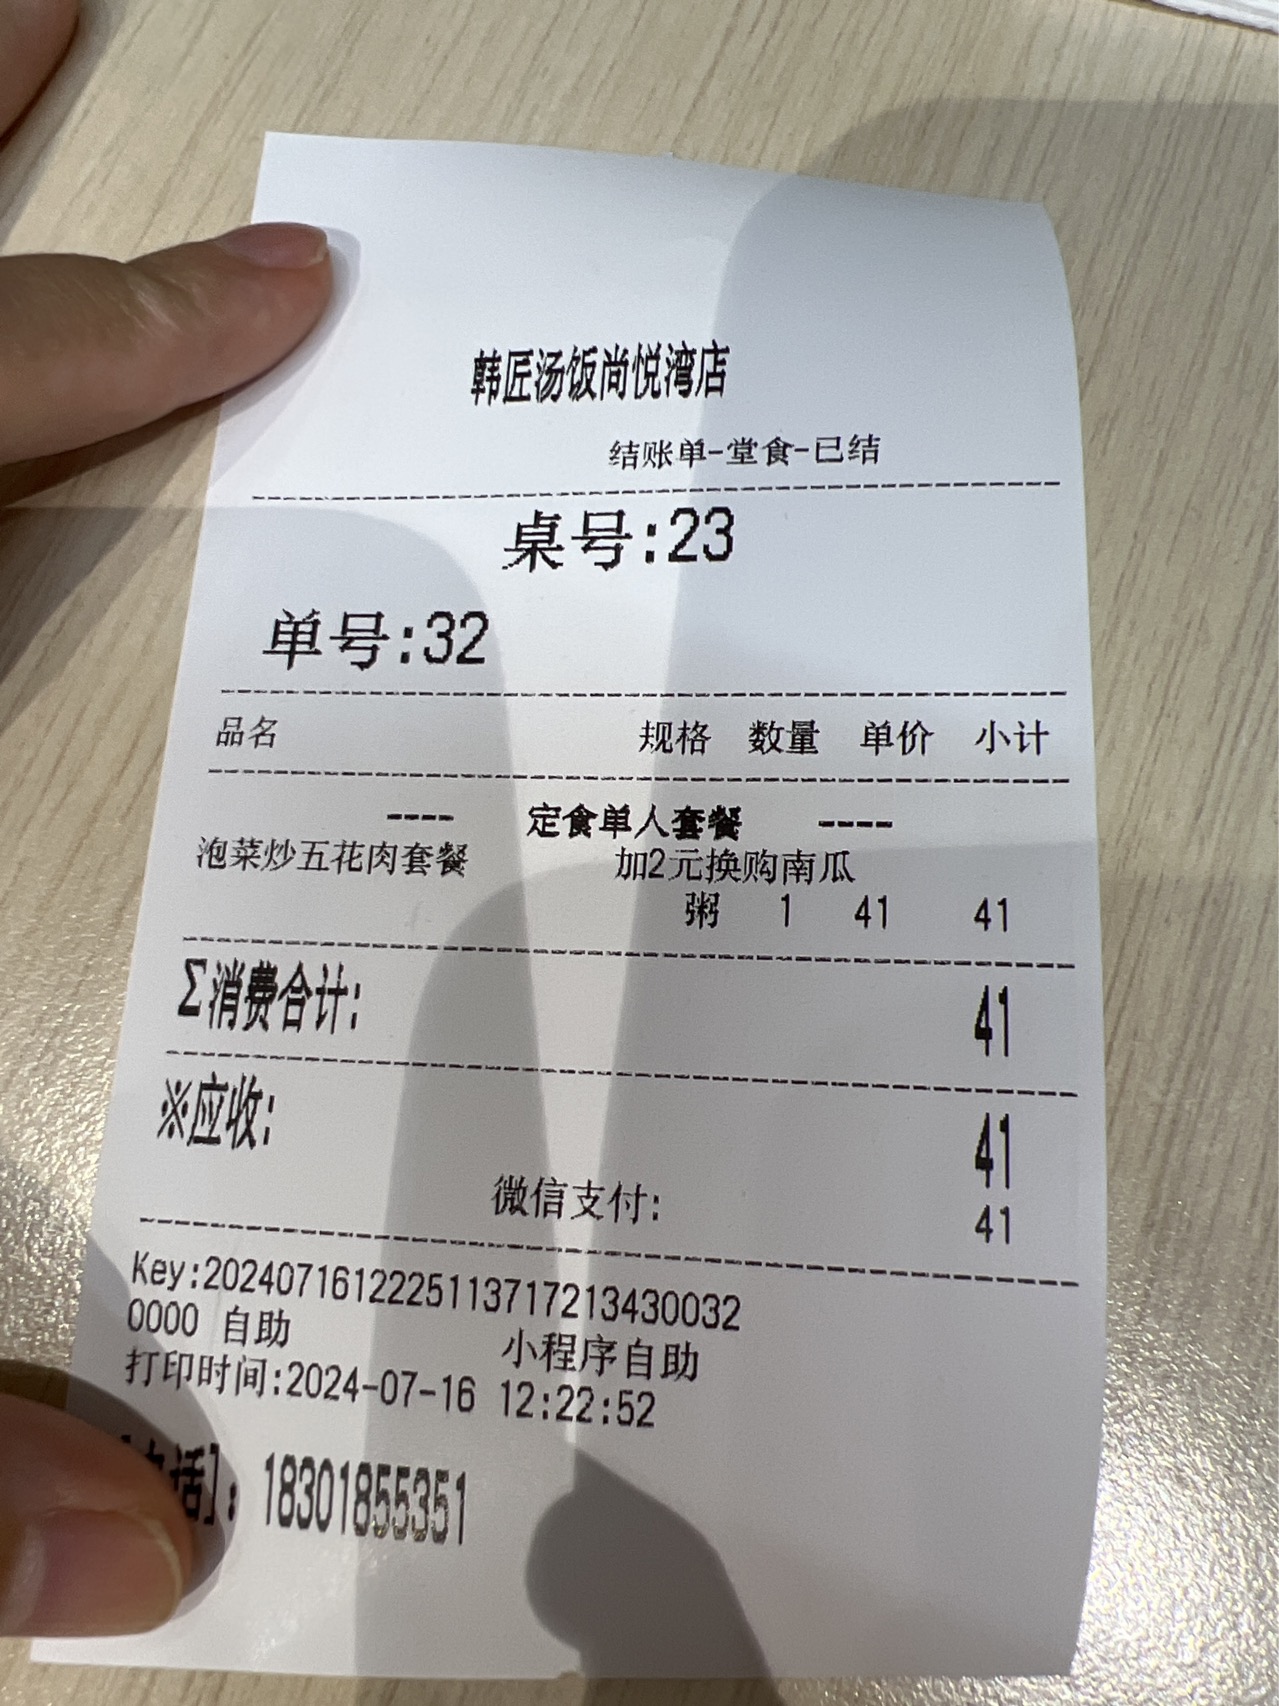 韩匠汤饭尚悦湾店
结账单-堂食-已结
桌号:23
单号:32
品名 规格 数量 单价 小计
---- 定食单人套餐 ----
泡菜炒五花肉套餐 加2元换购南瓜
粥 1 41 41
Σ消费合计: 41
※应收: 41
微信支付: 41
Key:2024071612225113717213430032
0000 自助 小程序自助
打印时间:2024-07-16 12:22:52
话]: 18301855351